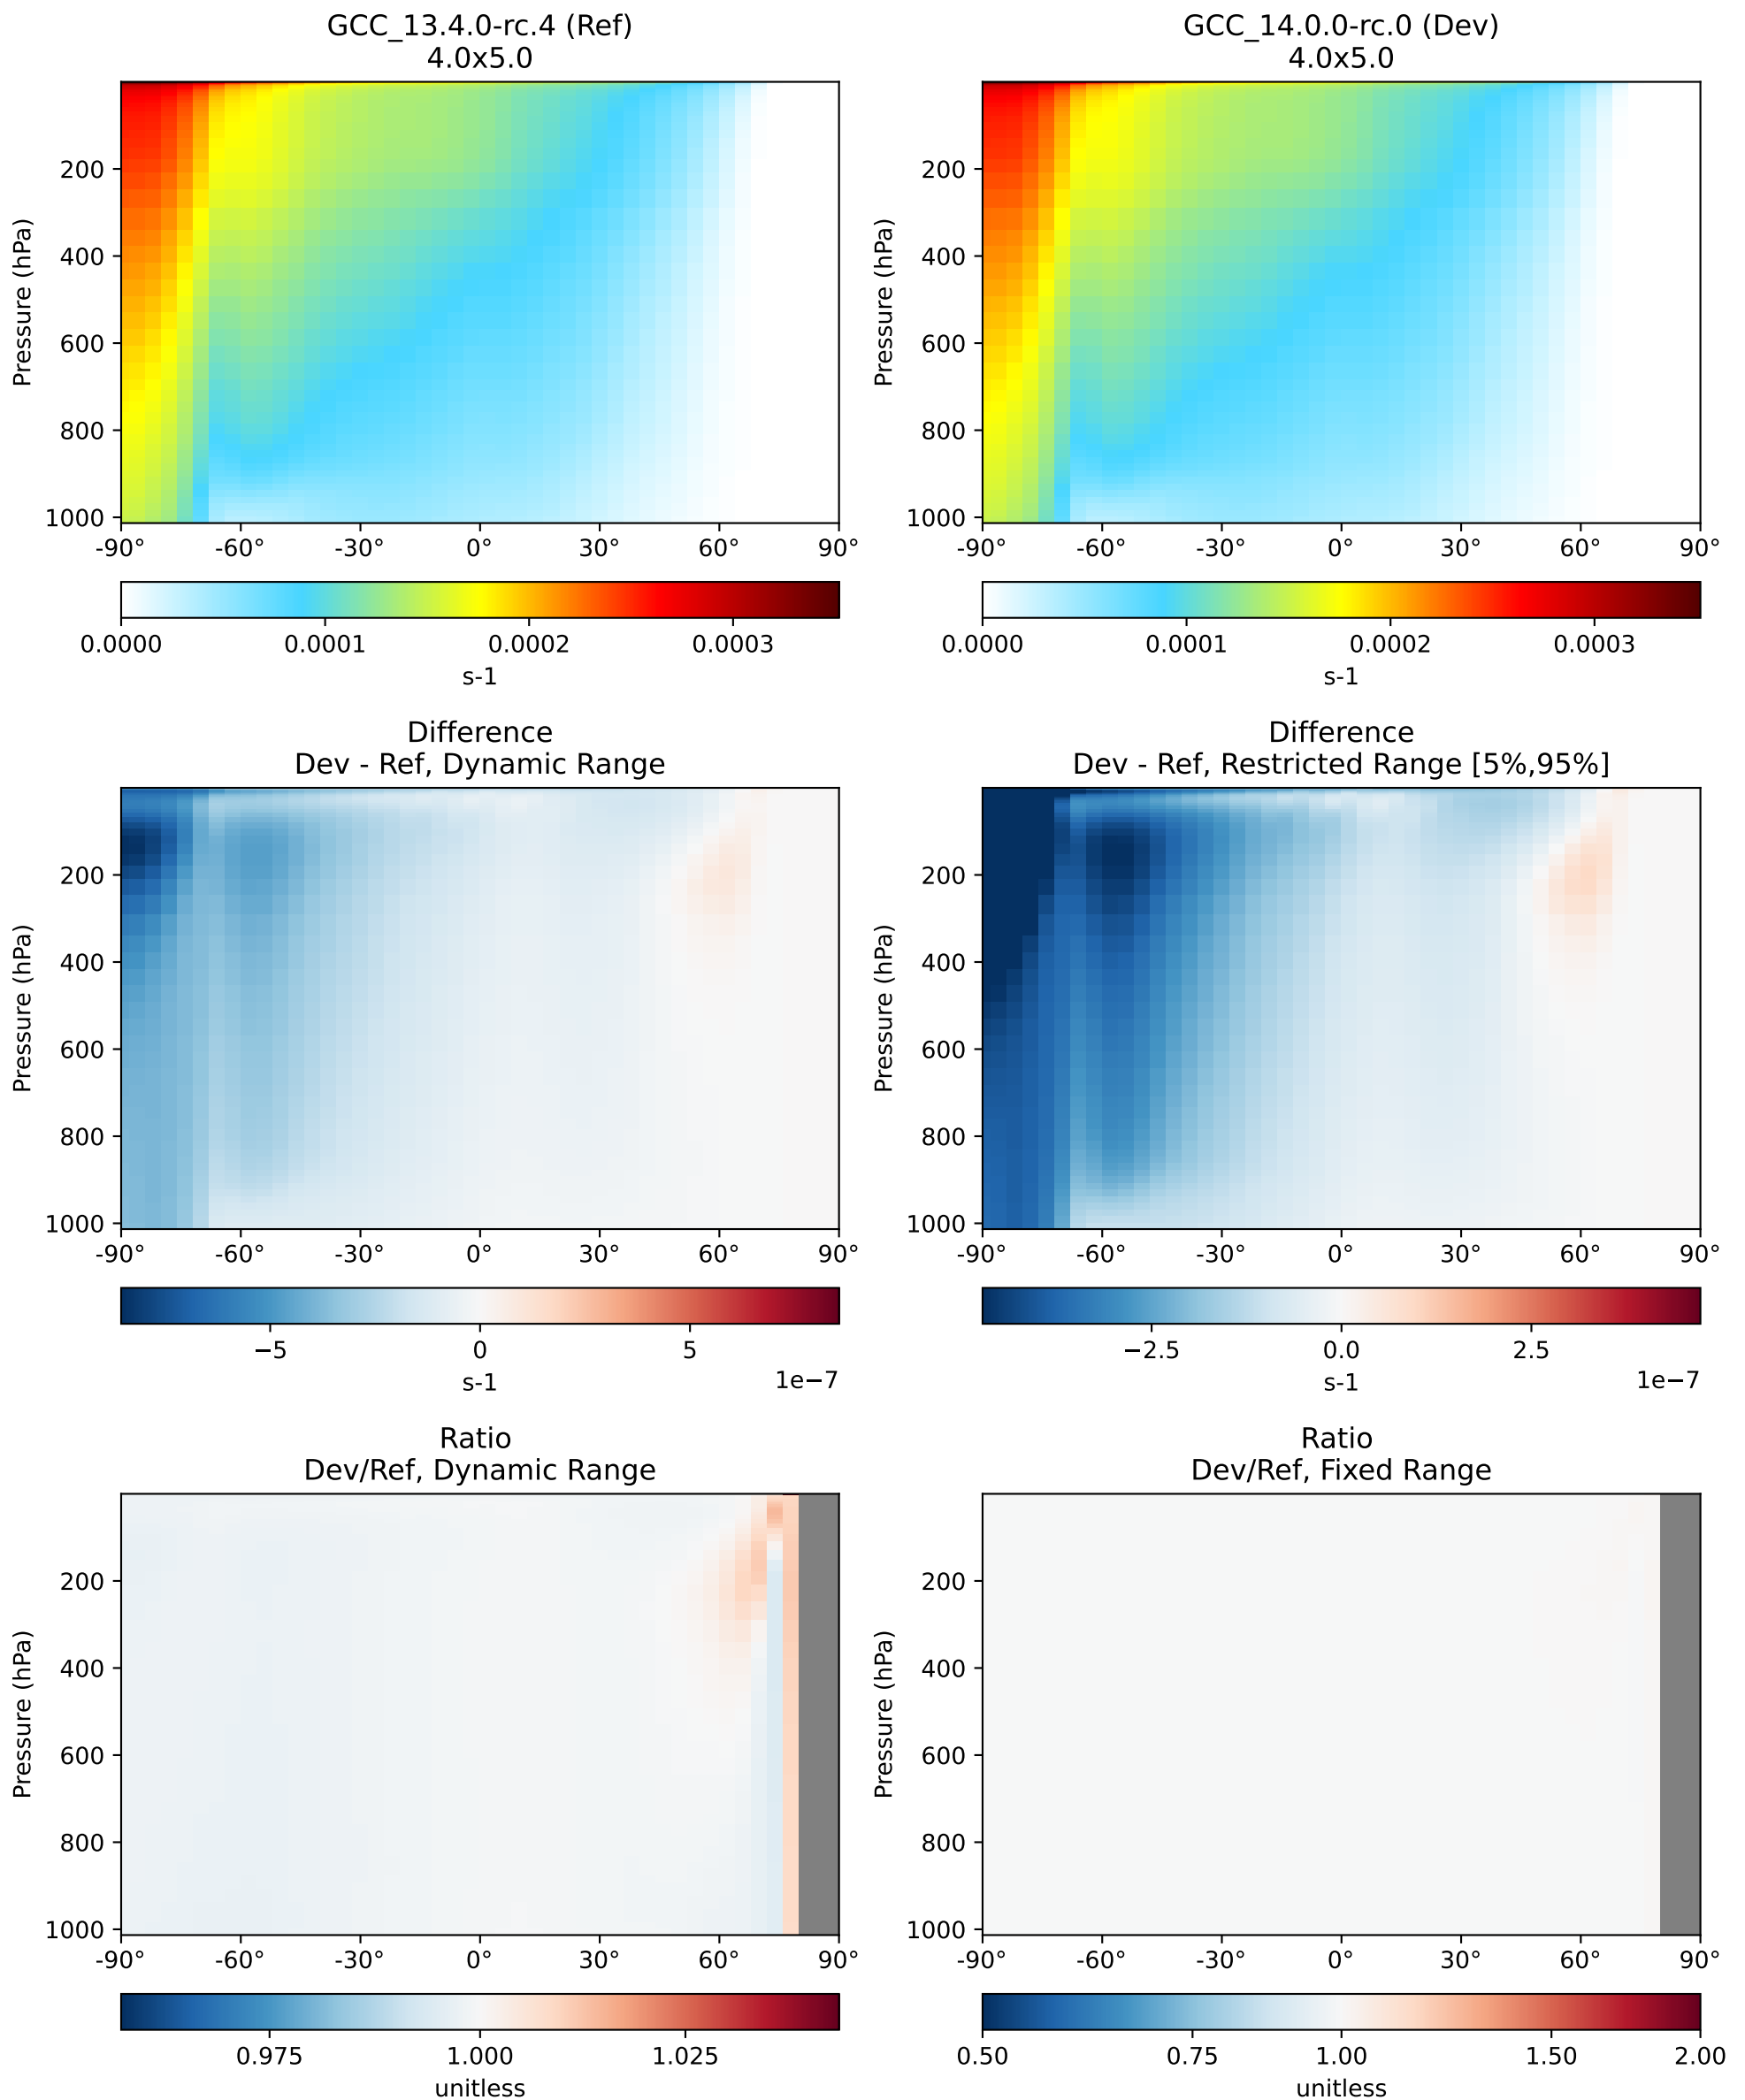 GCC_13.4.0-rc.4 (Ref)
4.0x5.0
Pressure (hPa)
200
400
600
800
1000
-90° -60° -30° 0° 30° 60° 90°
0.0000 0.0001 0.0002 0.0003
s-1
GCC_14.0.0-rc.0 (Dev)
4.0x5.0
Pressure (hPa)
200
400
600
800
1000
-90° -60° -30° 0° 30° 60° 90°
0.0000 0.0001 0.0002 0.0003
s-1
Difference
Dev - Ref, Dynamic Range
Pressure (hPa)
200
400
600
800
1000
-90° -60° -30° 0° 30° 60° 90°
−5 0 5
s-1 1e−7
Difference
Dev - Ref, Restricted Range [5%,95%]
Pressure (hPa)
200
400
600
800
1000
-90° -60° -30° 0° 30° 60° 90°
−2.5 0.0 2.5
s-1 1e−7
Ratio
Dev/Ref, Dynamic Range
Pressure (hPa)
200
400
600
800
1000
-90° -60° -30° 0° 30° 60° 90°
0.975 1.000 1.025
unitless
Ratio
Dev/Ref, Fixed Range
Pressure (hPa)
200
400
600
800
1000
-90° -60° -30° 0° 30° 60° 90°
0.50 0.75 1.00 1.50 2.00
unitless